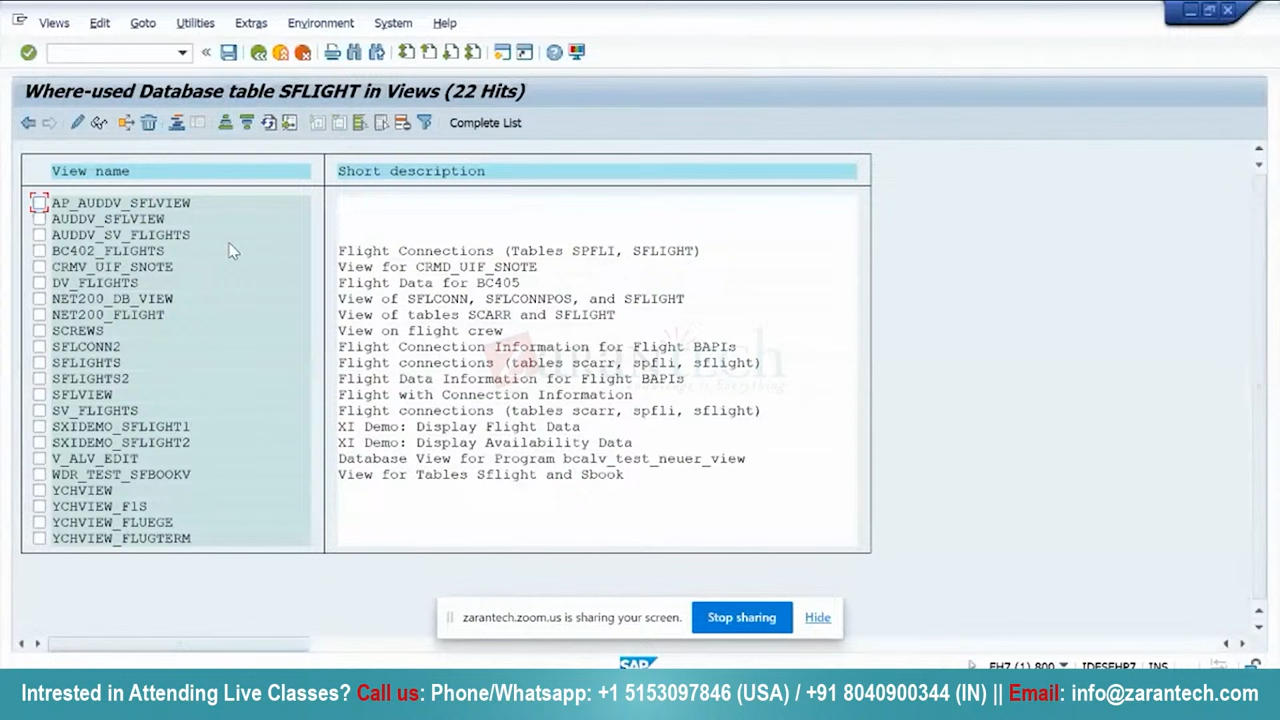 Views Edit Goto Utilities Extras Environment System Help
Where-used Database table SFLIGHT in Views (22 Hits)
Complete List
View name Short description
AP_AUDDV_SFLVIEW
AUDDV_SFLVIEW
AUDDV_SV_FLIGHTS
BC402_FLIGHTS Flight Connections (Tables SPFLI, SFLIGHT)
CRMV_UIF_SNOTE View for CRMD_UIF_SNOTE
DV_FLIGHTS Flight Data for BC405
NET200_DB_VIEW View of SFLCONN, SFLCONNPOS, and SFLIGHT
NET200_FLIGHT View of tables SCARR and SFLIGHT
SCREWS View on flight crew
SFLCONN2 Flight Connection Information for Flight BAPIs
SFLIGHTS Flight connections (tables scarr, spfli, sflight)
SFLIGHTS2 Flight Data Information for Flight BAPIs
SFLVIEW Flight with Connection Information
SV_FLIGHTS Flight connections (tables scarr, spfli, sflight)
SXIDEMO_SFLIGHT1 XI Demo: Display Flight Data
SXIDEMO_SFLIGHT2 XI Demo: Display Availability Data
V_ALV_EDIT Database View for Program bcalv_test_neuer_view
WDR_TEST_SFBOOKV View for Tables Sflight and Sbook
YCHVIEW
YCHVIEW_F1S
YCHVIEW_FLUEGE
YCHVIEW_FLUGTERM
zarantech
zarantech.zoom.us is sharing your screen. Stop sharing Hide
SAP EH7 (1) 800 IDESEHP7 INS
Intrested in Attending Live Classes? Call us: Phone/Whatsapp: +1 5153097846 (USA) / +91 8040900344 (IN) || Email: info@zarantech.com